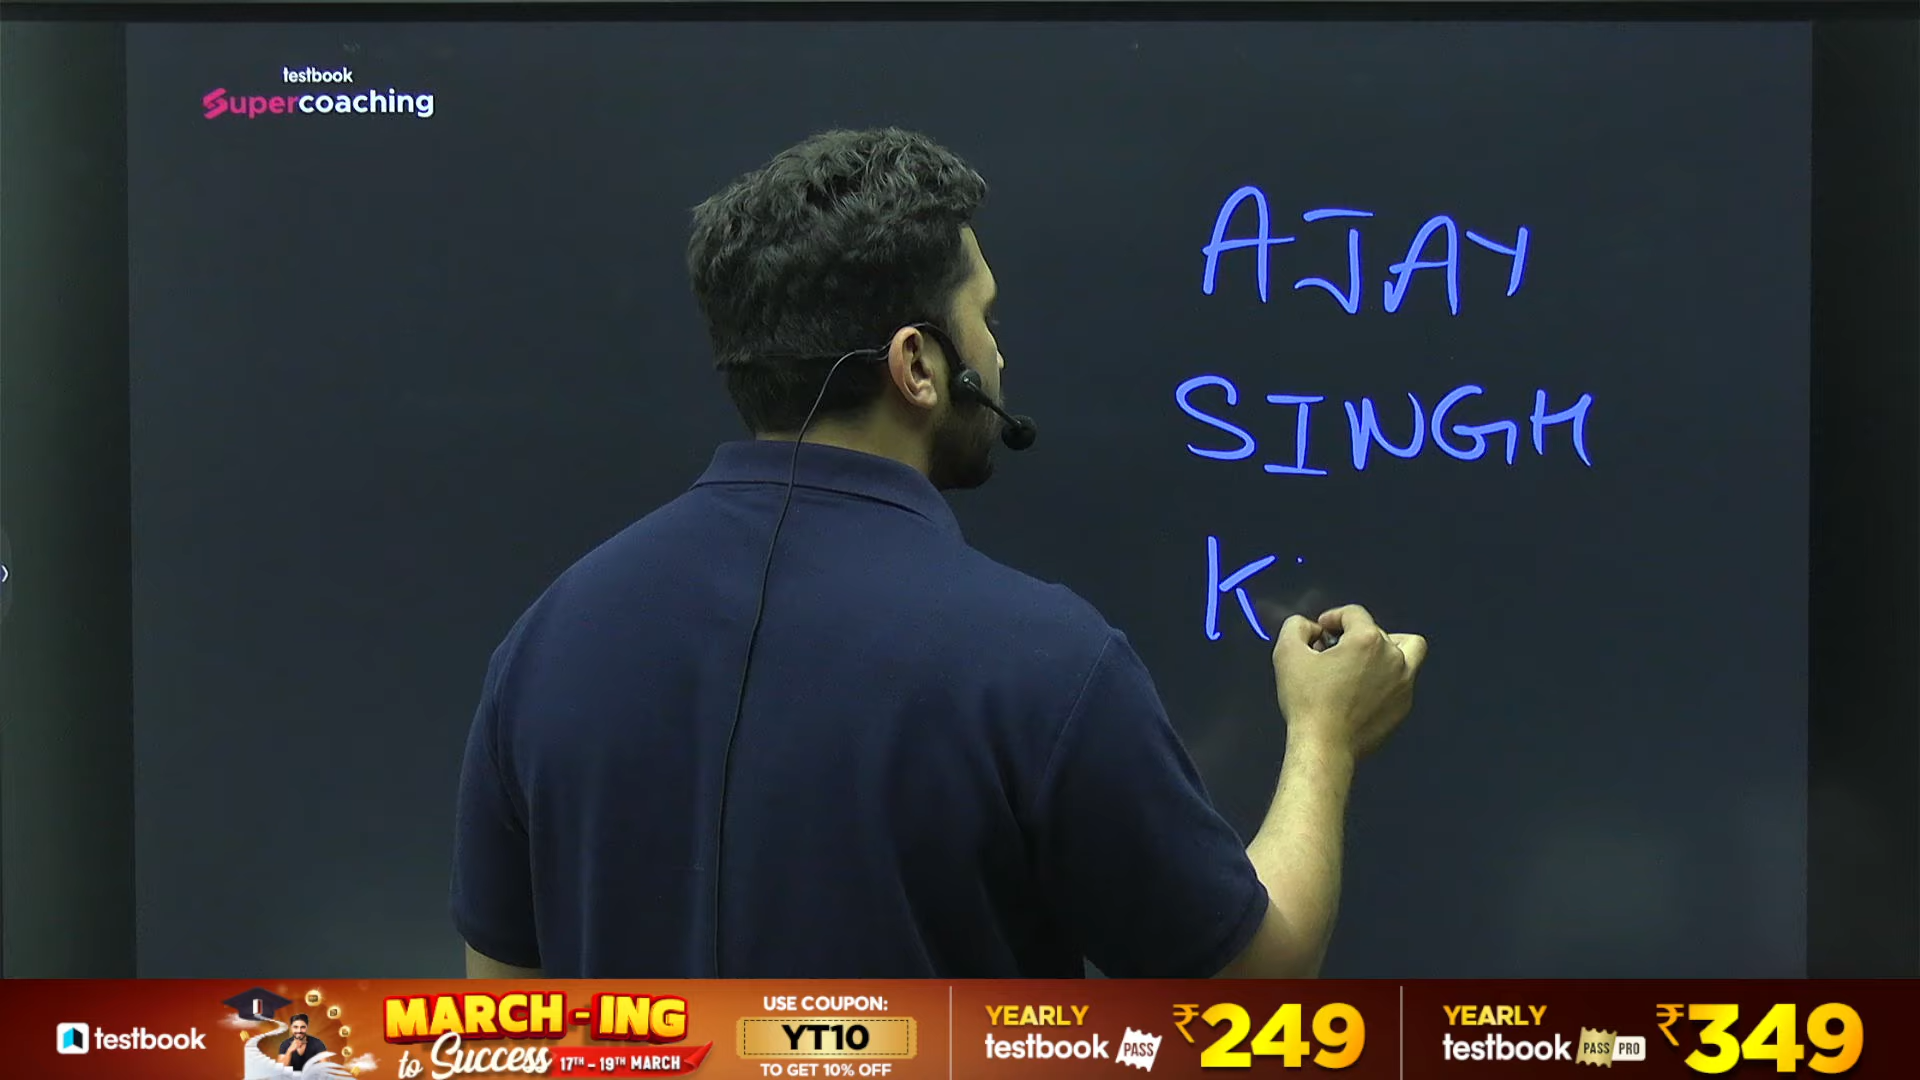 testbook
Supercoaching
AJAY
SINGH
K
testbook
MARCH - ING
to Success 17TH - 19TH MARCH
USE COUPON:
YT10
TO GET 10% OFF
YEARLY
testbook PASS
₹249
YEARLY
testbook PASS PRO
₹349